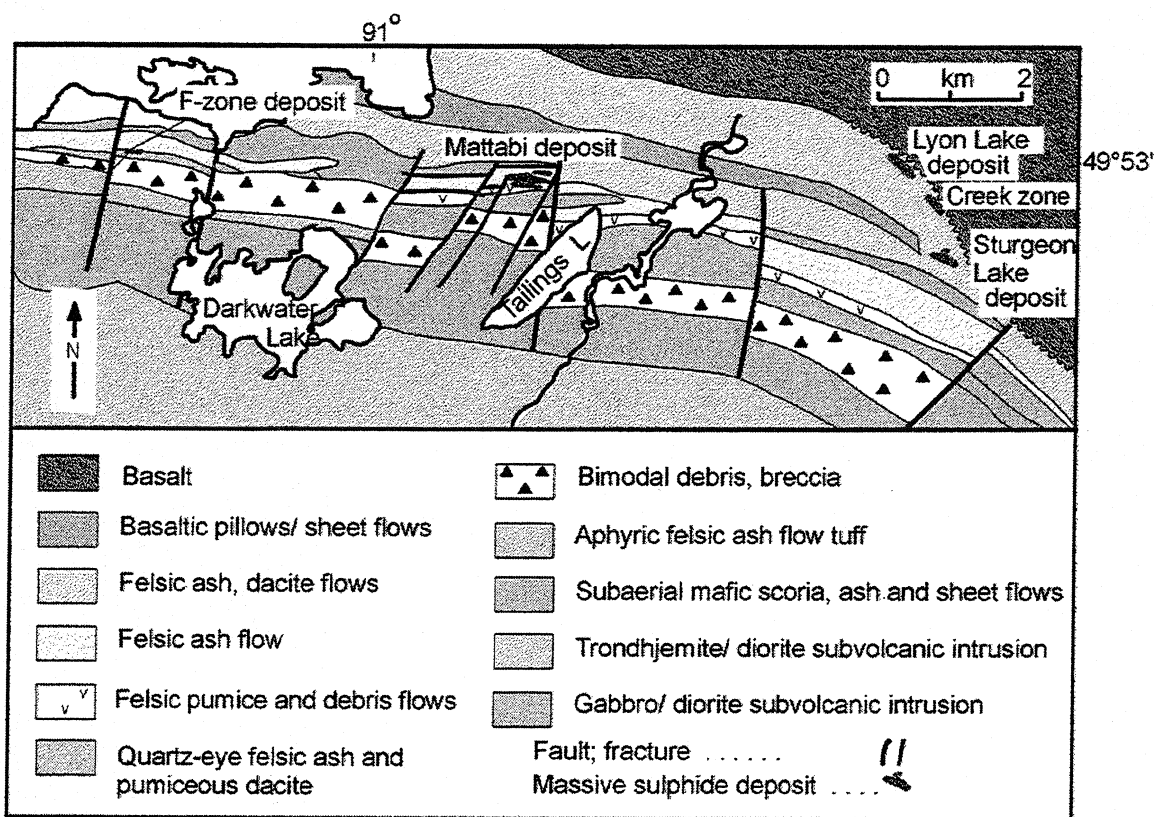 91°
0 km 2
F-zone deposit
Mattabi deposit
Lyon Lake
deposit
49°53'
Creek zone
Sturgeon
Lake
deposit
Tailings L
Darkwater
Lake
N
Basalt
Basaltic pillows/ sheet flows
Felsic ash, dacite flows
Felsic ash flow
v v
v
Felsic pumice and debris flows
Quartz-eye felsic ash and
pumiceous dacite
Bimodal debris, breccia
Aphyric felsic ash flow tuff
Subaerial mafic scoria, ash and sheet flows
Trondhjemite/ diorite subvolcanic intrusion
Gabbro/ diorite subvolcanic intrusion
Fault; fracture ......
Massive sulphide deposit ....